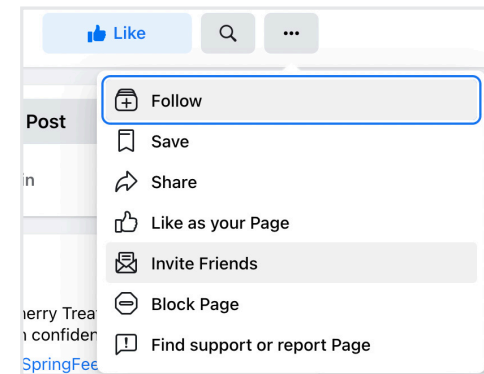 Like
Follow
Post
Save
in
Share
Like as your Page
Invite Friends
Block Page
nerry Trea
n confiden
Find support or report Page
SpringFee